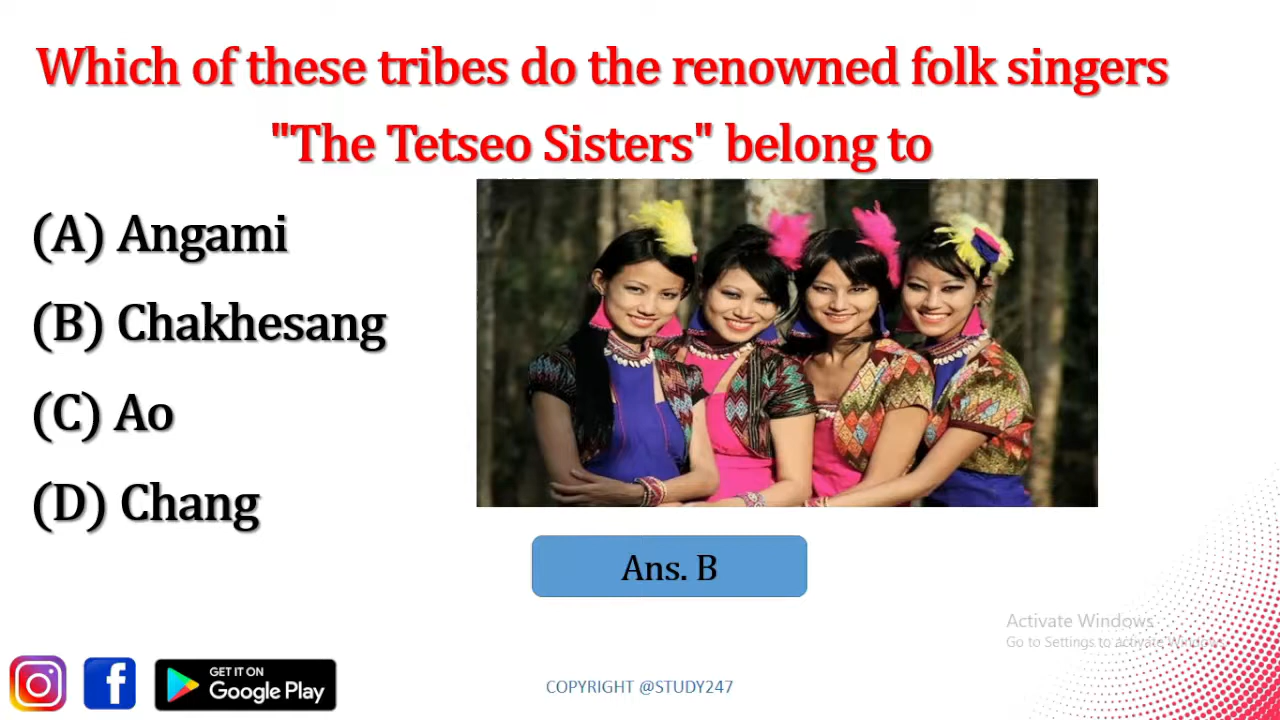 Which of these tribes do the renowned folk singers
"The Tetseo Sisters" belong to
(A) Angami
(B) Chakhesang
(C) Ao
(D) Chang
Ans. B
Activate Windows
Go to Settings to activate Windows.
GET IT ON
Google Play
COPYRIGHT @STUDY247